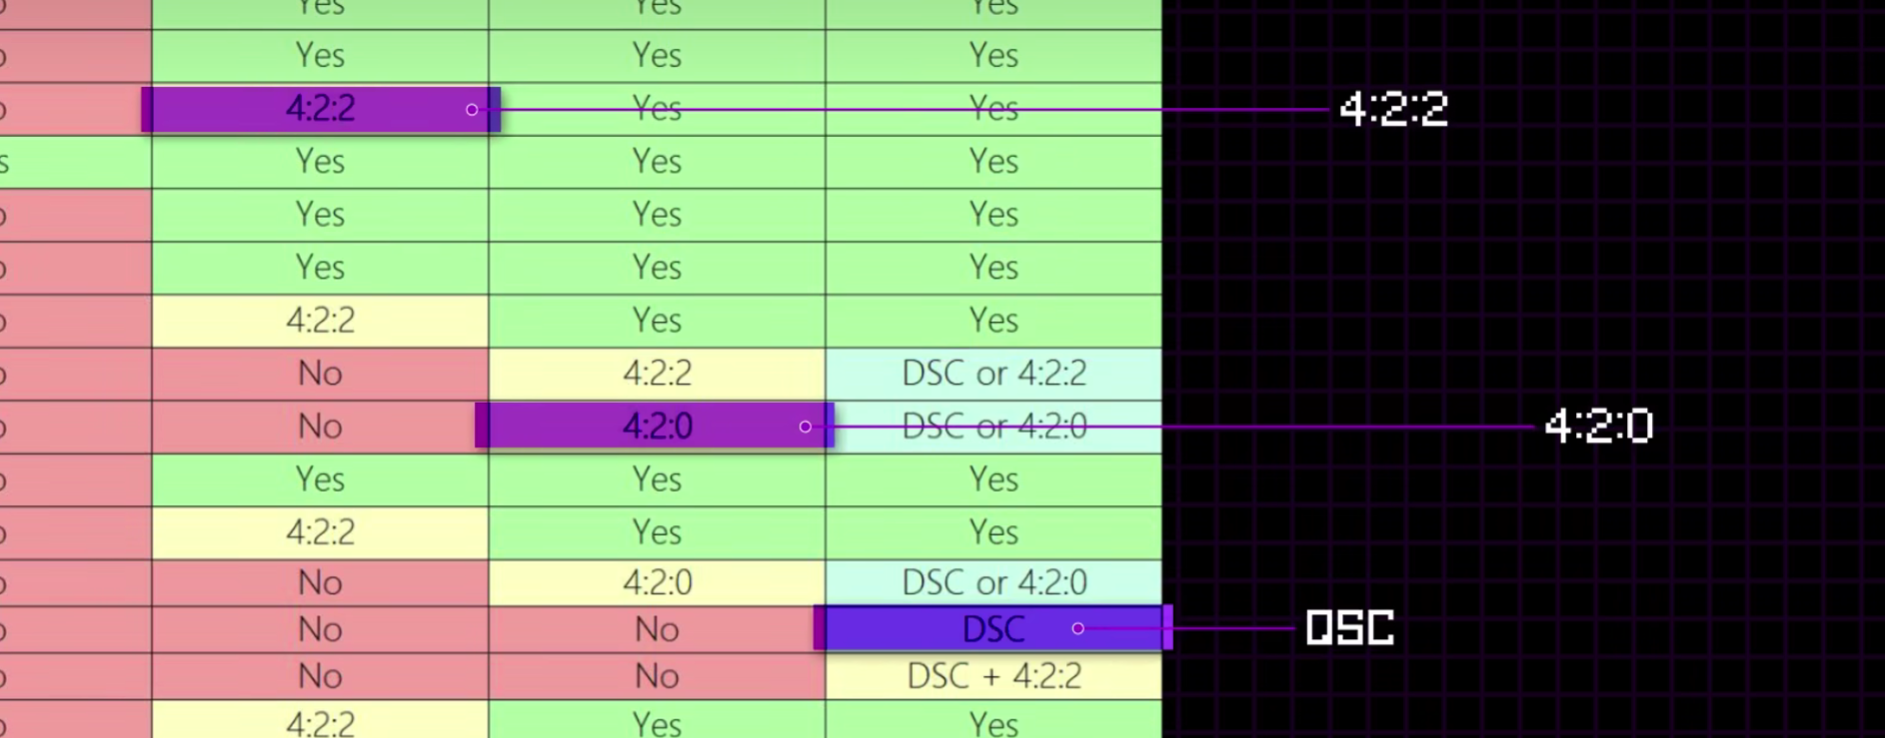 Yes Yes Yes
Yes Yes Yes
4:2:2 Yes Yes 4:2:2
s Yes Yes Yes
Yes Yes Yes
Yes Yes Yes
4:2:2 Yes Yes
No 4:2:2 DSC or 4:2:2
No 4:2:0 DSC or 4:2:0 4:2:0
Yes Yes Yes
4:2:2 Yes Yes
No 4:2:0 DSC or 4:2:0
No No DSC DSC
No No DSC + 4:2:2
4:2:2 Yes Yes